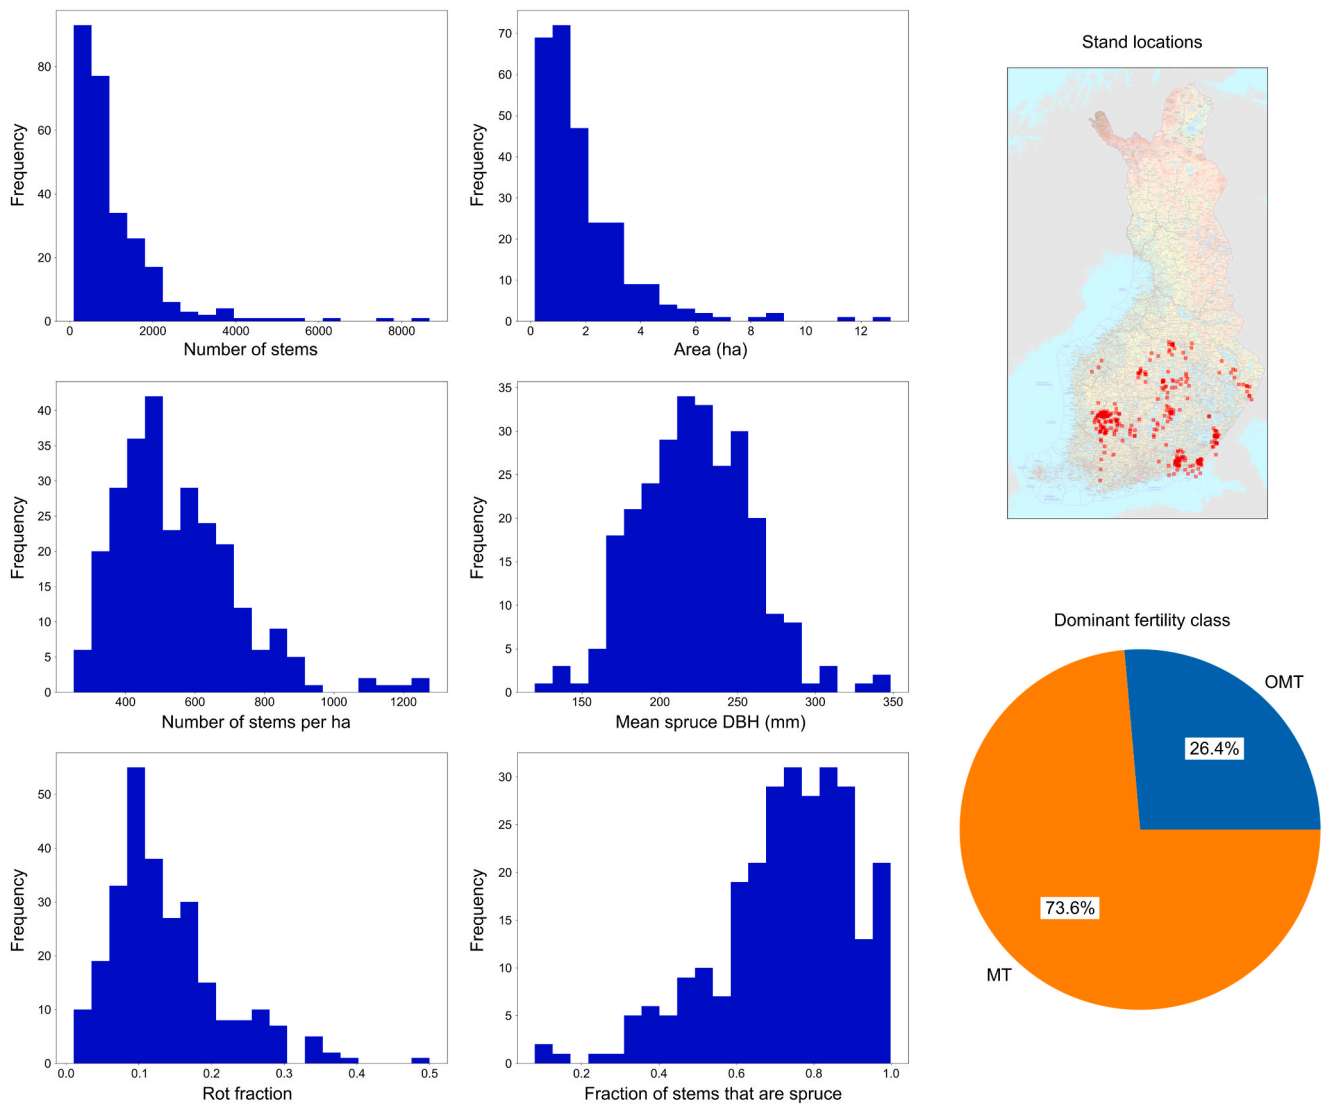 Frequency
80
60
40
20
0
0 2000 4000 6000 8000
Number of stems
Frequency
70
60
50
40
30
20
10
0
0 2 4 6 8 10 12
Area (ha)
Stand locations
Frequency
40
35
30
25
20
15
10
5
0
400 600 800 1000 1200
Number of stems per ha
Frequency
35
30
25
20
15
10
5
0
150 200 250 300 350
Mean spruce DBH (mm)
Dominant fertility class
OMT
26.4%
73.6%
MT
Frequency
50
40
30
20
10
0
0.0 0.1 0.2 0.3 0.4 0.5
Rot fraction
Frequency
30
25
20
15
10
5
0
0.2 0.4 0.6 0.8 1.0
Fraction of stems that are spruce